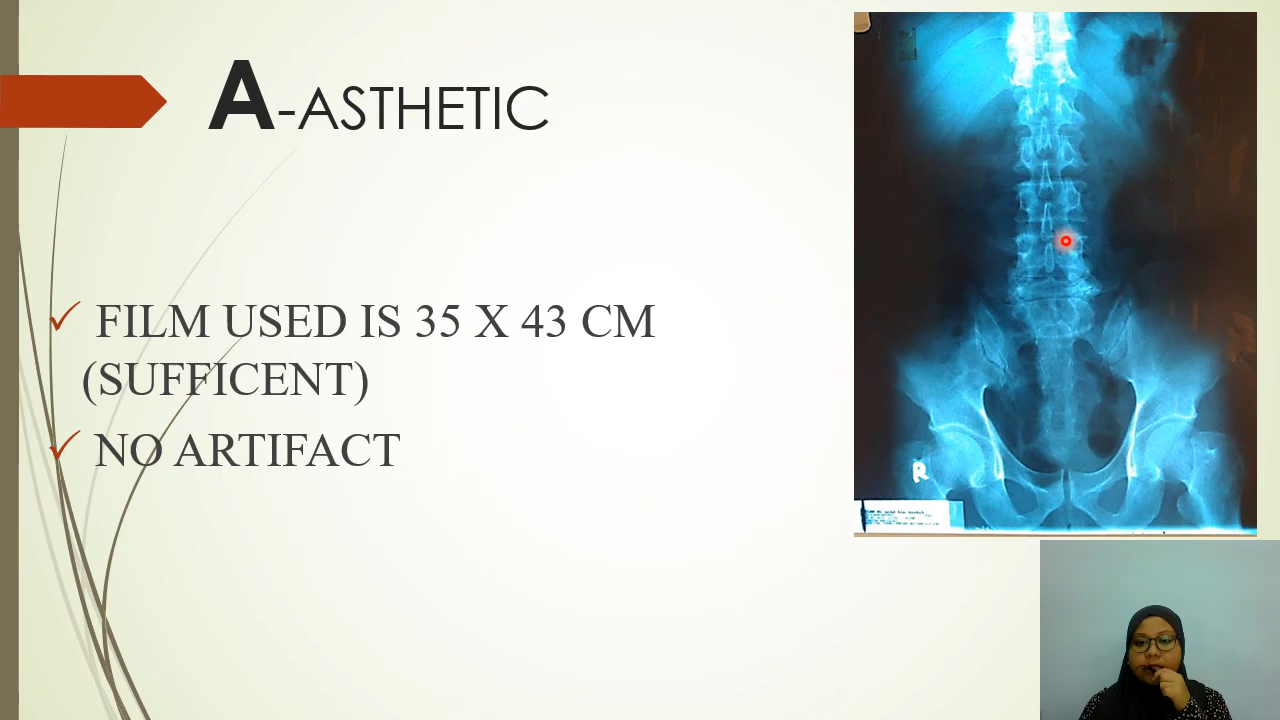 A-ASTHETIC
FILM USED IS 35 X 43 CM
(SUFFICENT)
NO ARTIFACT
R